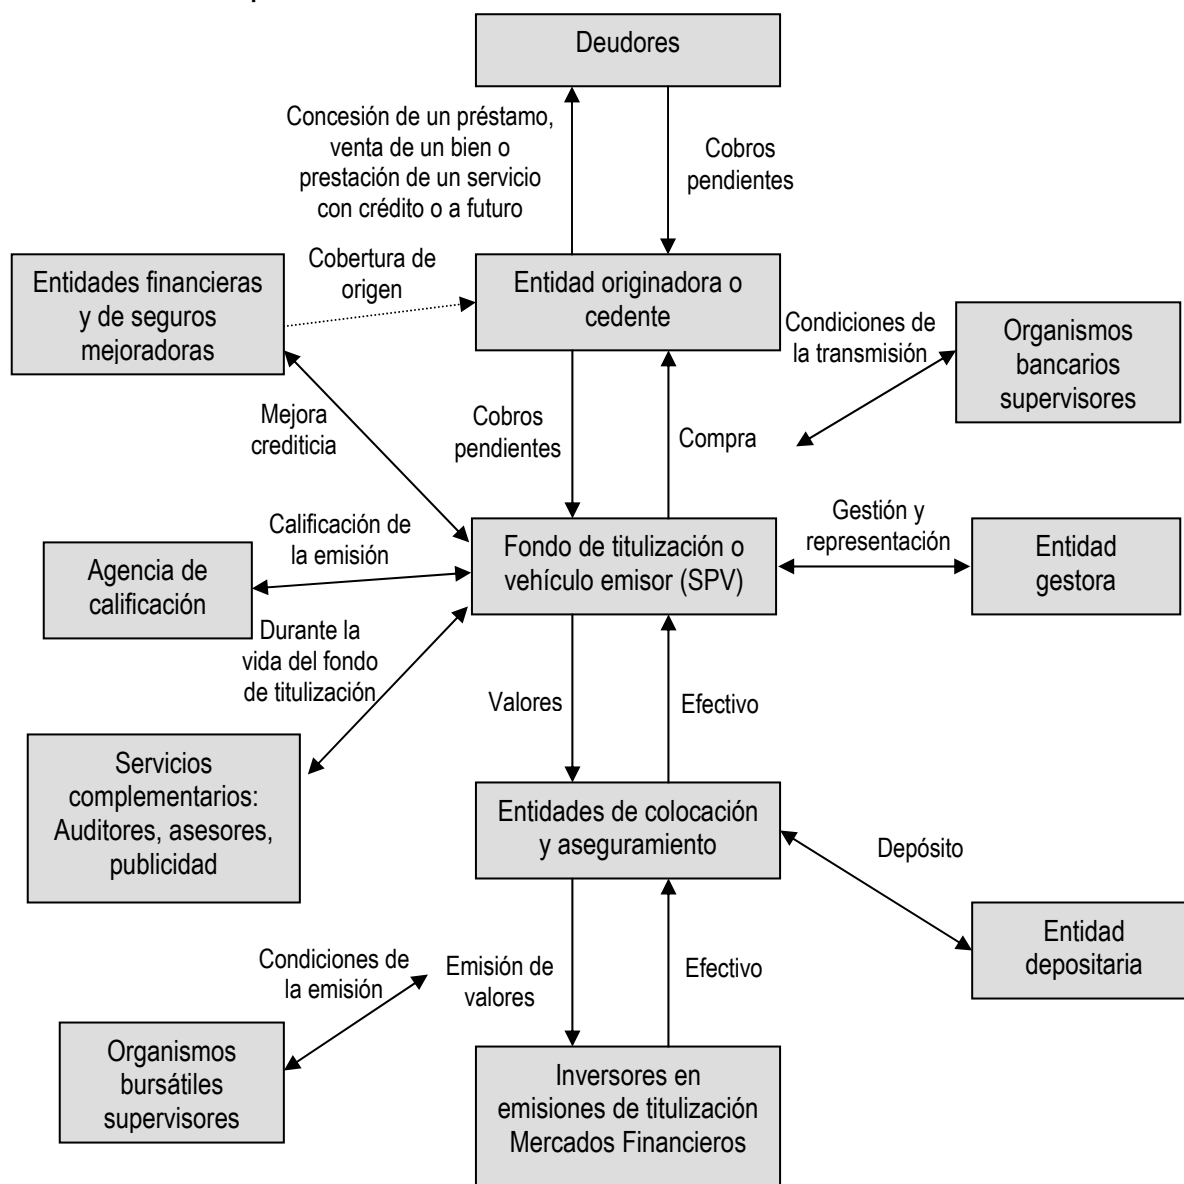 Deudores
Concesión de un préstamo,
venta de un bien o
prestación de un servicio
con crédito o a futuro
Cobros
pendientes
Entidades financieras
y de seguros
mejoradoras
Cobertura de
origen
Entidad originadora o
cedente
Condiciones de
la transmisión
Organismos
bancarios
supervisores
Mejora
crediticia
Cobros
pendientes
Compra
Calificación de
la emisión
Gestión y
representación
Agencia de
calificación
Fondo de titulización o
vehículo emisor (SPV)
Entidad
gestora
Durante la
vida del fondo
de titulización
Valores
Efectivo
Servicios
complementarios:
Auditores, asesores,
publicidad
Entidades de colocación
y aseguramiento
Depósito
Entidad
depositaria
Condiciones de
la emisión
Emisión de
valores
Efectivo
Organismos
bursátiles
supervisores
Inversores en
emisiones de titulización
Mercados Financieros